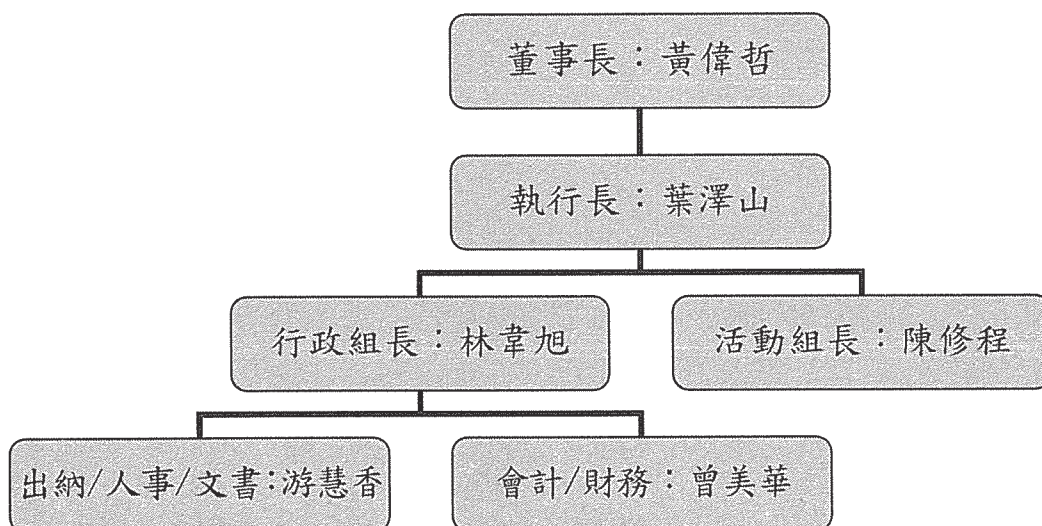 董事長：黃偉哲
執行長：葉澤山
行政組長：林韋旭
活動組長：陳修程
出納/人事/文書:游慧香
會計/財務：曾美華